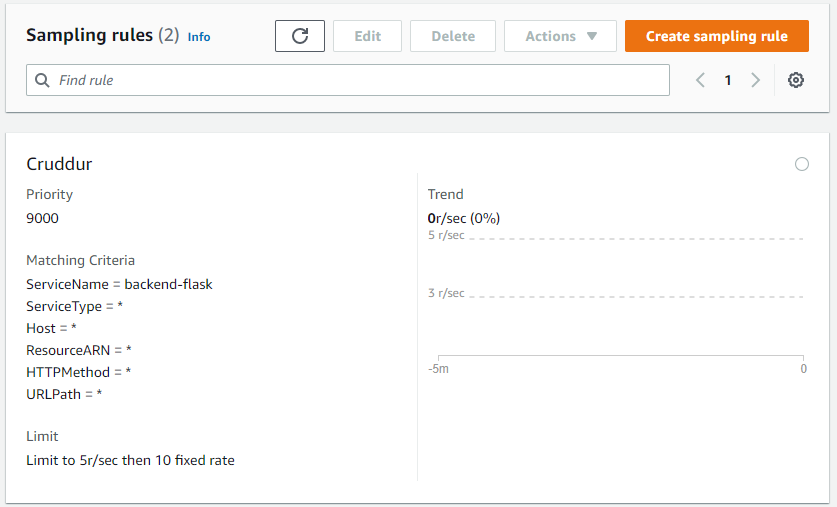 Sampling rules (2) Info
Edit
Delete
Actions
Create sampling rule
Find rule
1
Cruddur
Priority
9000
Matching Criteria
ServiceName = backend-flask
ServiceType = *
Host = *
ResourceARN = *
HTTPMethod = *
URLPath = *
Limit
Limit to 5r/sec then 10 fixed rate
Trend
0r/sec (0%)
5 r/sec
3 r/sec
-5m
0